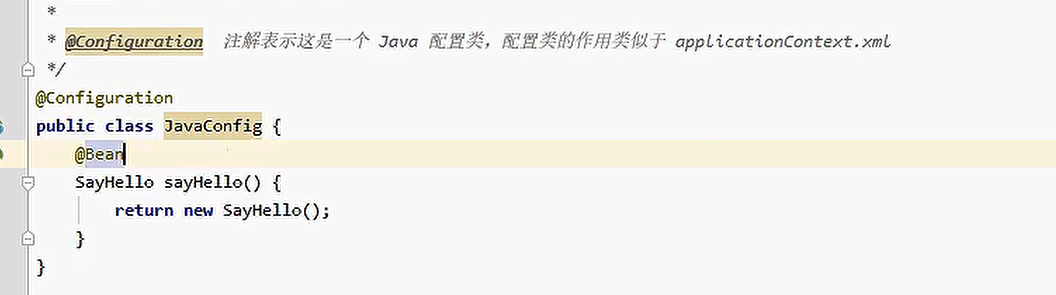 *
* @Configuration 注解表示这是一个 Java 配置类，配置类的作用类似于 applicationContext.xml
*/
@Configuration
public class JavaConfig {
@Bean
SayHello sayHello() {
return new SayHello();
}
}